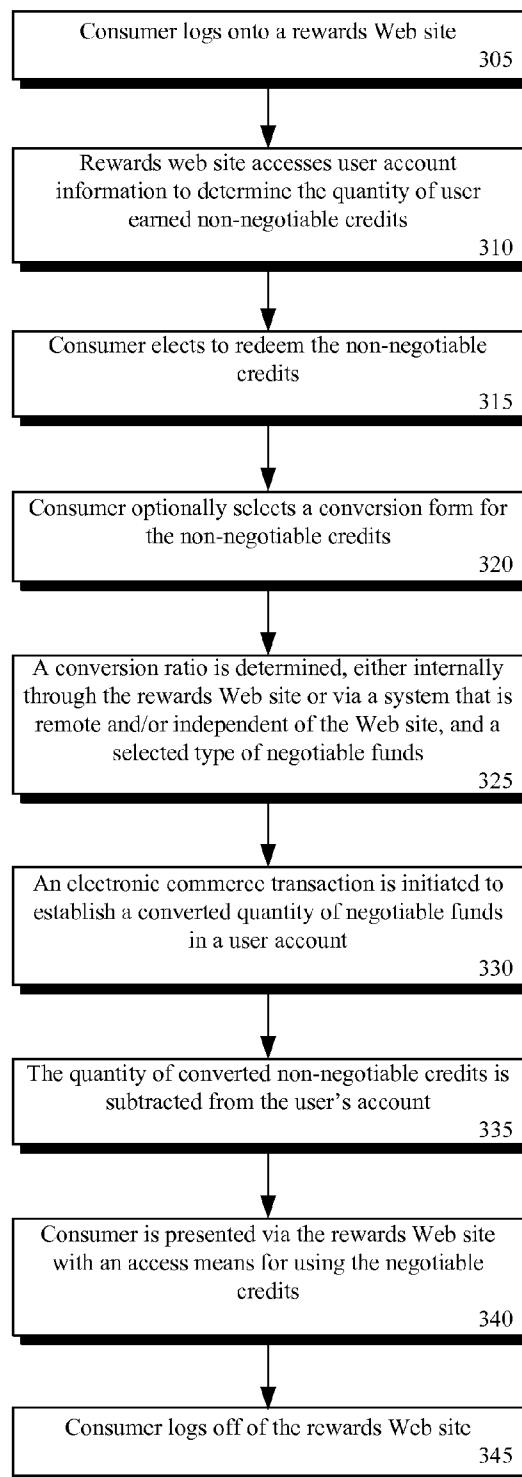 Consumer logs onto a rewards Web site
305
Rewards web site accesses user account
information to determine the quantity of user
earned non-negotiable credits
310
Consumer elects to redeem the non-negotiable
credits
315
Consumer optionally selects a conversion form for
the non-negotiable credits
320
A conversion ratio is determined, either internally
through the rewards Web site or via a system that is
remote and/or independent of the Web site, and a
selected type of negotiable funds
325
An electronic commerce transaction is initiated to
establish a converted quantity of negotiable funds
in a user account
330
The quantity of converted non-negotiable credits is
subtracted from the user's account
335
Consumer is presented via the rewards Web site
with an access means for using the negotiable
credits
340
Consumer logs off of the rewards Web site
345